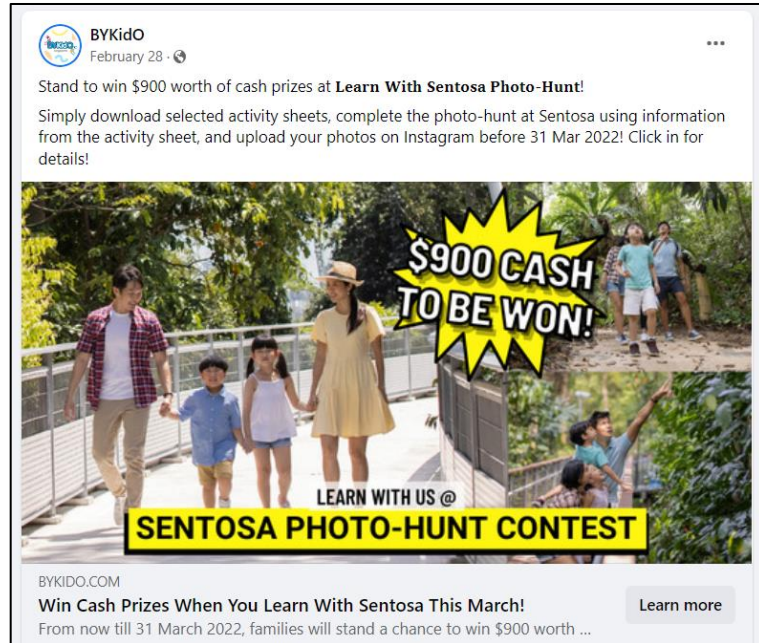 BYKidO
February 28 ·
Stand to win $900 worth of cash prizes at Learn With Sentosa Photo-Hunt!
Simply download selected activity sheets, complete the photo-hunt at Sentosa using information
from the activity sheet, and upload your photos on Instagram before 31 Mar 2022! Click in for
details!
$900 CASH
TO BE WON!
LEARN WITH US @
SENTOSA PHOTO-HUNT CONTEST
BYKIDO.COM
Win Cash Prizes When You Learn With Sentosa This March!
Learn more
From now till 31 March 2022, families will stand a chance to win $900 worth ...